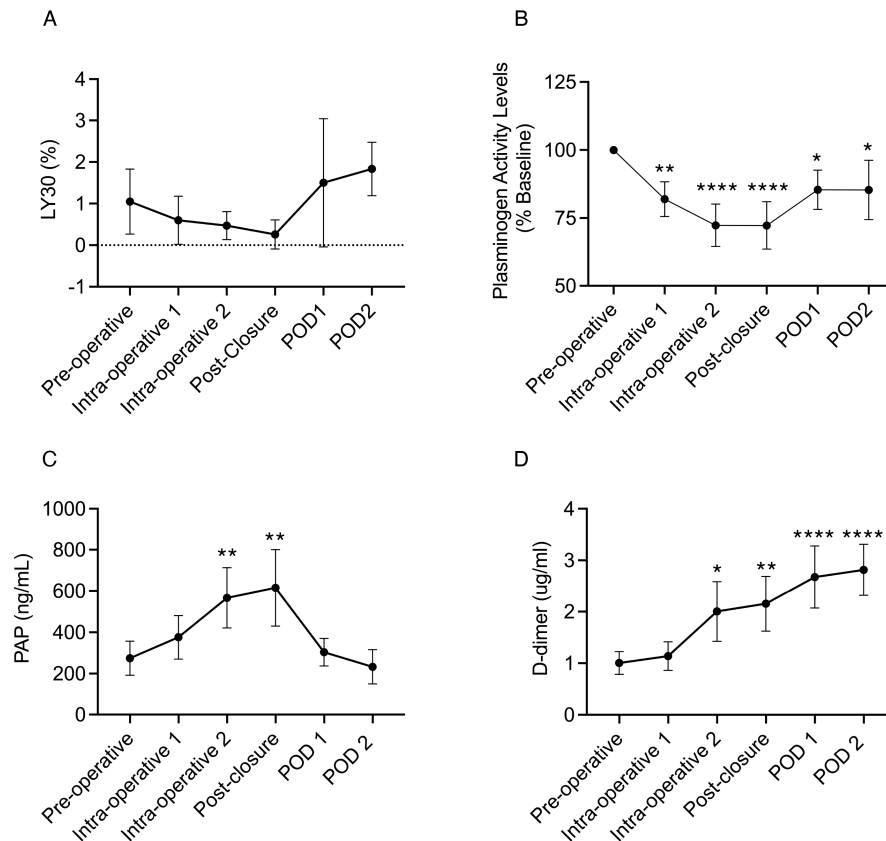 A
LY30 (%)
4
3
2
1
0
-1
Pre-operative
Intra-operative 1
Intra-operative 2
Post-Closure
POD1
POD2
B
Plasminogen Activity Levels
(% Baseline)
125
100
75
50
**
****
****
*
*
Pre-operative
Intra-operative 1
Intra-operative 2
Post-closure
POD1
POD2
C
PAP (ng/mL)
1000
800
600
400
200
0
**
**
Pre-operative
Intra-operative 1
Intra-operative 2
Post-closure
POD 1
POD 2
D
D-dimer (ug/ml)
4
3
2
1
0
*
**
****
****
Pre-operative
Intra-operative 1
Intra-operative 2
Post-closure
POD 1
POD 2